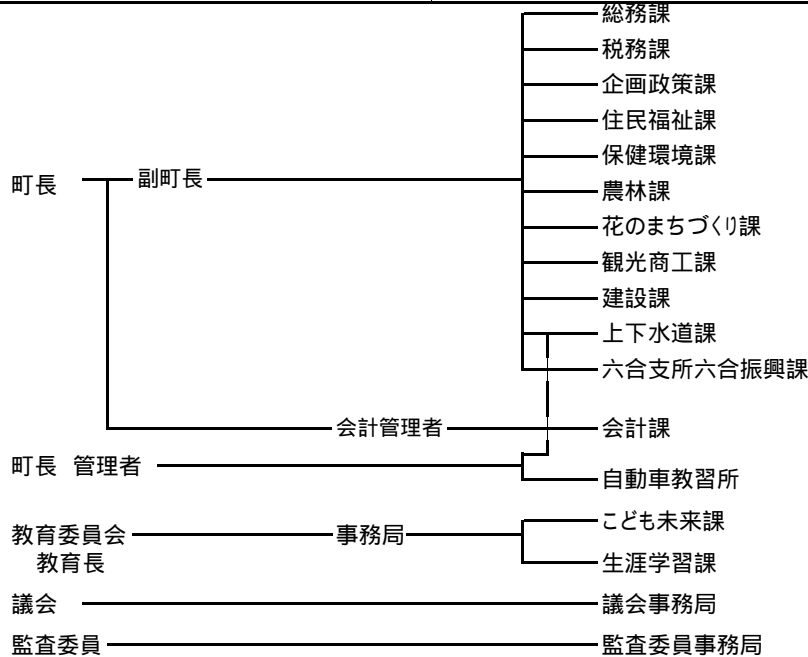 総務課
税務課
企画政策課
住民福祉課
保健環境課
町長 副町長
農林課
花のまちづくり課
観光商工課
建設課
上下水道課
六合支所六合振興課
会計管理者 会計課
町長 管理者
自動車教習所
こども未来課
教育委員会 事務局
教育長
生涯学習課
議会 議会事務局
監査委員 監査委員事務局